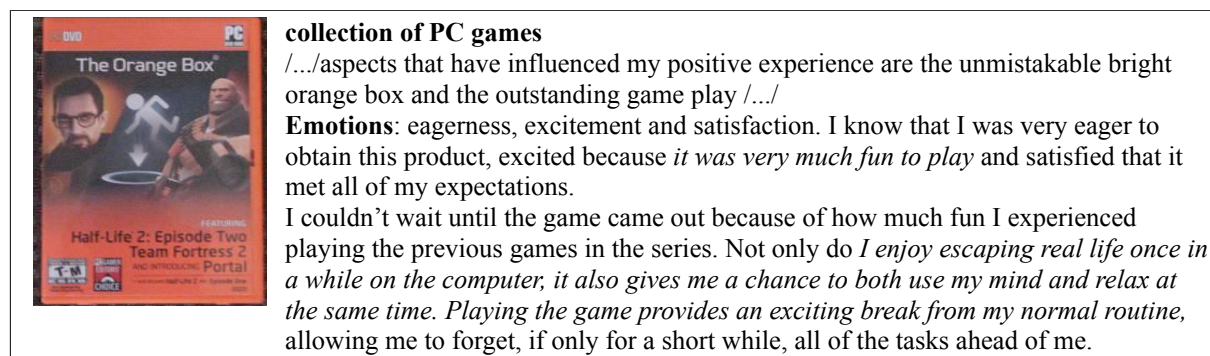 DVD
PC
The Orange Box
FEATURING
Half-Life 2: Episode Two
Team Fortress 2
AND INTRODUCING Portal
T-M
CHOICE
collection of PC games
/.../aspects that have influenced my positive experience are the unmistakable bright
orange box and the outstanding game play /.../
Emotions: eagerness, excitement and satisfaction. I know that I was very eager to
obtain this product, excited because it was very much fun to play and satisfied that it
met all of my expectations.
I couldn’t wait until the game came out because of how much fun I experienced
playing the previous games in the series. Not only do I enjoy escaping real life once in
a while on the computer, it also gives me a chance to both use my mind and relax at
the same time. Playing the game provides an exciting break from my normal routine,
allowing me to forget, if only for a short while, all of the tasks ahead of me.